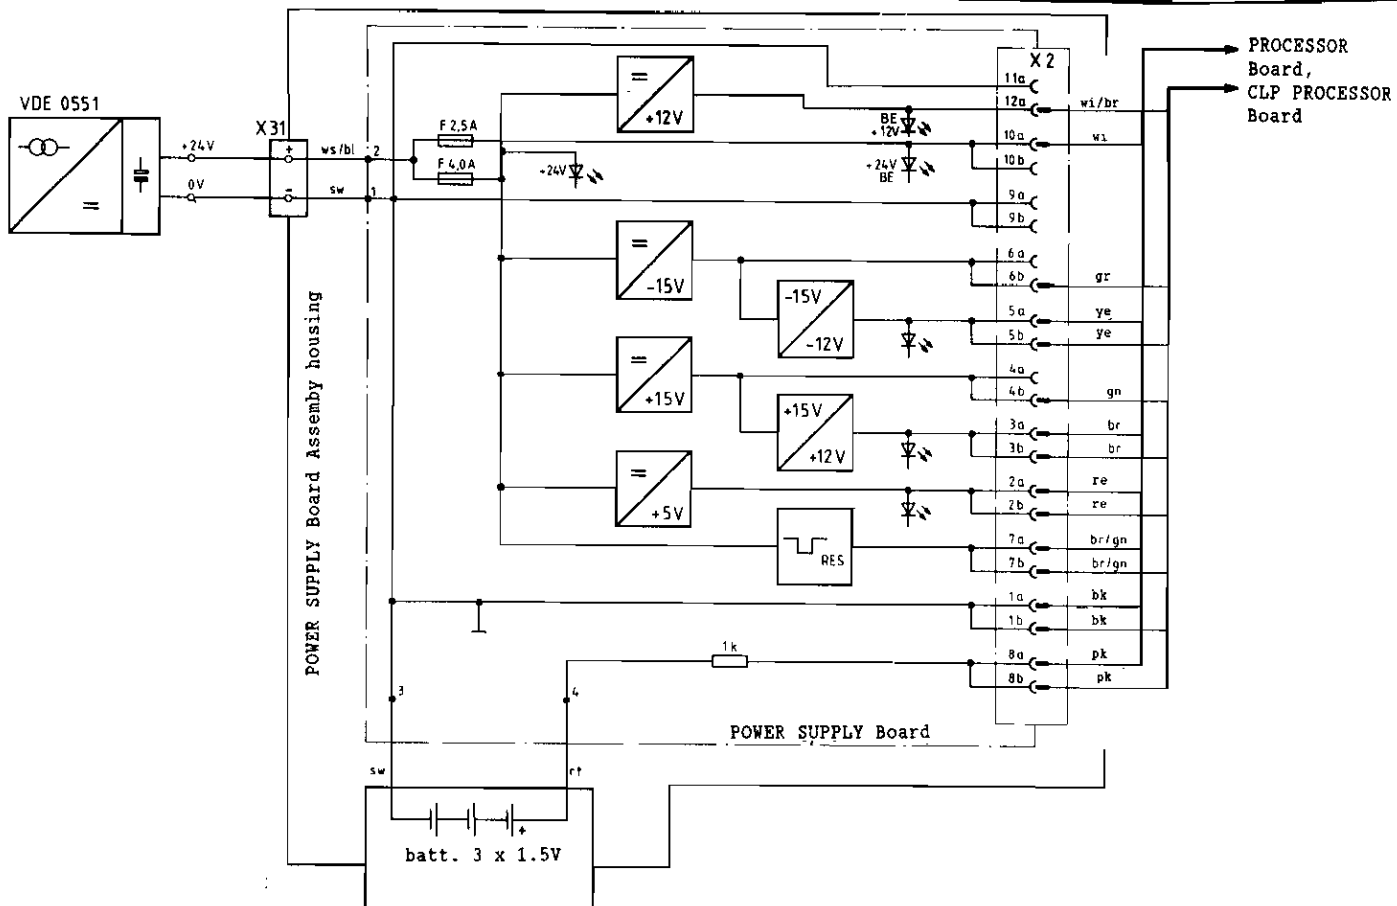 PROCESSOR
Board,
CLP PROCESSOR
Board
X 2
VDE 0551
+24V
0V
X 31
+
-
ws/bl
sw
2
1
F 2,5A
F 4,0A
+24V
+12V
BE
+12V
+24V
BE
11a
12a
wi/br
10a
wi
10b
9a
9b
-15V
6a
6b
gr
-15V
-12V
5a
ye
5b
ye
+15V
4a
4b
gn
+15V
+12V
3a
br
3b
br
+5V
2a
re
2b
re
RES
7a
br/gn
7b
br/gn
1a
bk
1b
bk
1k
8a
pk
8b
pk
3
4
POWER SUPPLY Board Assemby housing
POWER SUPPLY Board
sw
rt
+
batt. 3 x 1.5V